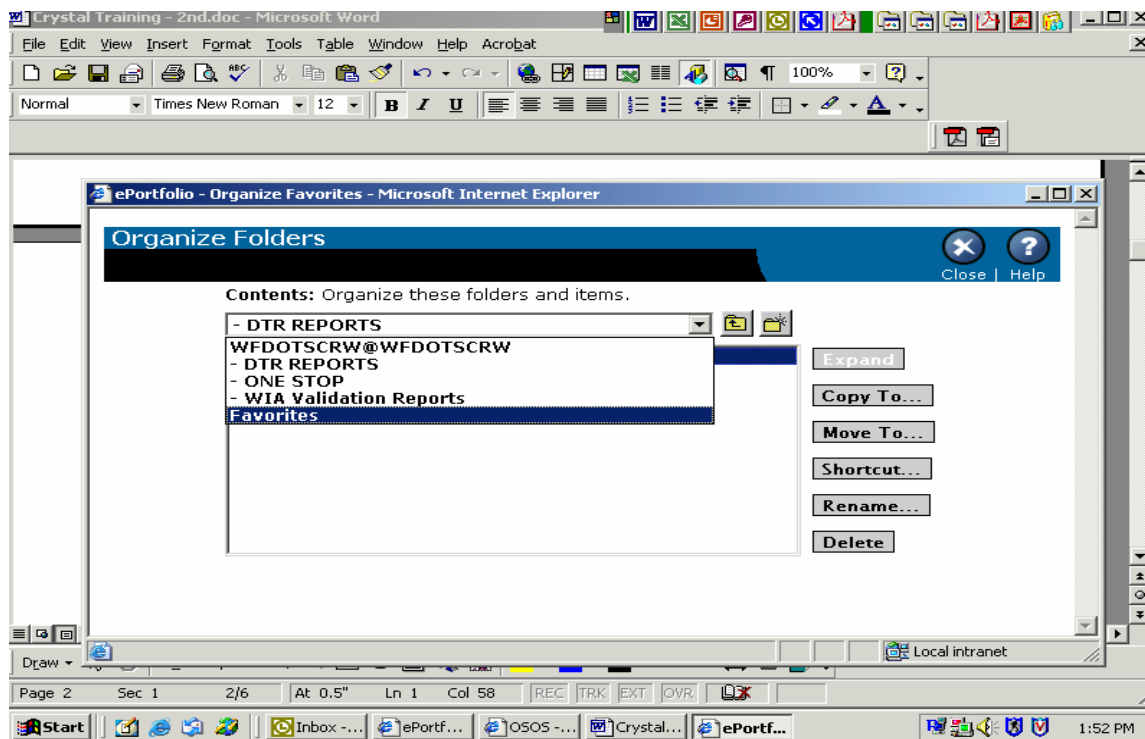 Crystal Training - 2nd.doc - Microsoft Word
File Edit View Insert Format Tools Table Window Help Acrobat
100%
Normal Times New Roman 12 B I U
ePortfolio - Organize Favorites - Microsoft Internet Explorer
Organize Folders
Close | Help
Contents: Organize these folders and items.
- DTR REPORTS
WFDOTSCRW@WFDOTSCRW
- DTR REPORTS
- ONE STOP
- WIA Validation Reports
Favorites
Expand
Copy To...
Move To...
Shortcut...
Rename...
Delete
Local intranet
Draw
Page 2 Sec 1 2/6 At 0.5" Ln 1 Col 58 REC TRK EXT OVR
Start Inbox -... ePortf... OSOS -... Crystal... ePortf... 1:52 PM